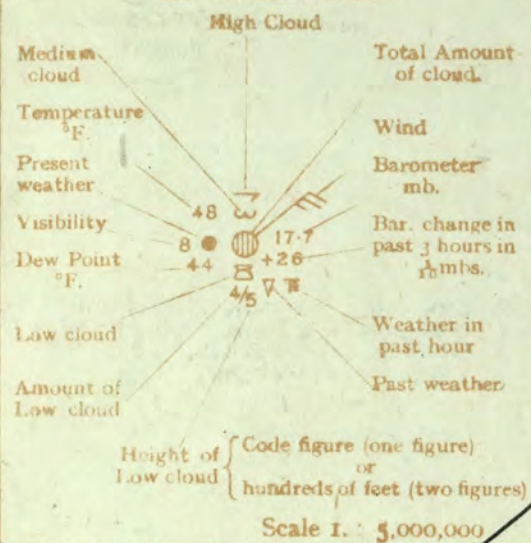 High Cloud
Medium
cloud
Total Amount
of cloud.
Temperature
°F.
Wind
Present
weather
Barometer
mb.
48
Visibility
8
17.7
Bar. change in
past 3 hours in
1/10 mbs.
Dew Point
°F.
44
+26
4/5
Low cloud
Weather in
past hour
Amount of
Low cloud
Past weather
Height of
Low cloud
Code figure (one figure)
or
hundreds of feet (two figures)
Scale 1 : 5,000,000